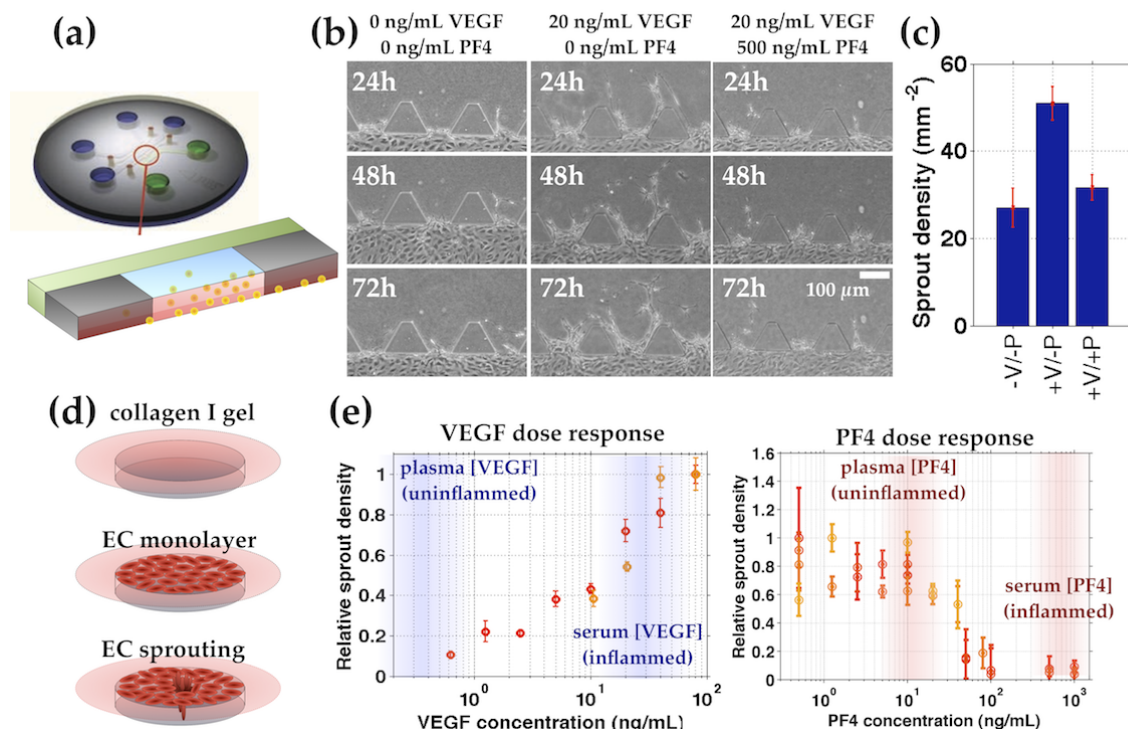 (a)
(b)
0 ng/mL VEGF
0 ng/mL PF4
20 ng/mL VEGF
0 ng/mL PF4
20 ng/mL VEGF
500 ng/mL PF4
24h
24h
24h
48h
48h
48h
72h
72h
72h
100 μm
(c)
Sprout density (mm⁻²)
60
40
20
0
-V/-P
+V/-P
+V/+P
(d)
collagen I gel
EC monolayer
EC sprouting
(e)
VEGF dose response
Relative sprout density
1
0.8
0.6
0.4
0.2
0
plasma [VEGF]
(uninflammed)
serum [VEGF]
(inflammed)
10⁰
10¹
10²
VEGF concentration (ng/mL)
PF4 dose response
Relative sprout density
1.6
1.4
1.2
1
0.8
0.6
0.4
0.2
0
plasma [PF4]
(uninflammed)
serum [PF4]
(inflammed)
10⁰
10¹
10²
10³
PF4 concentration (ng/mL)